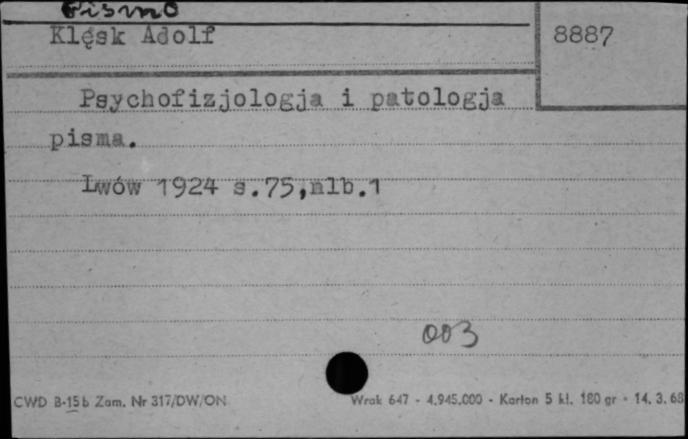 Pismo
Klęsk Adolf 8887
Psychofizjologja i patologja
pisma.
Lwów 1924 s.75,nlb.1
003
CWD B-15b Zam. Nr 317/DW/ON Wrak 647 - 4.945.000 - Karton 5 kl. 180 gr - 14. 3. 68